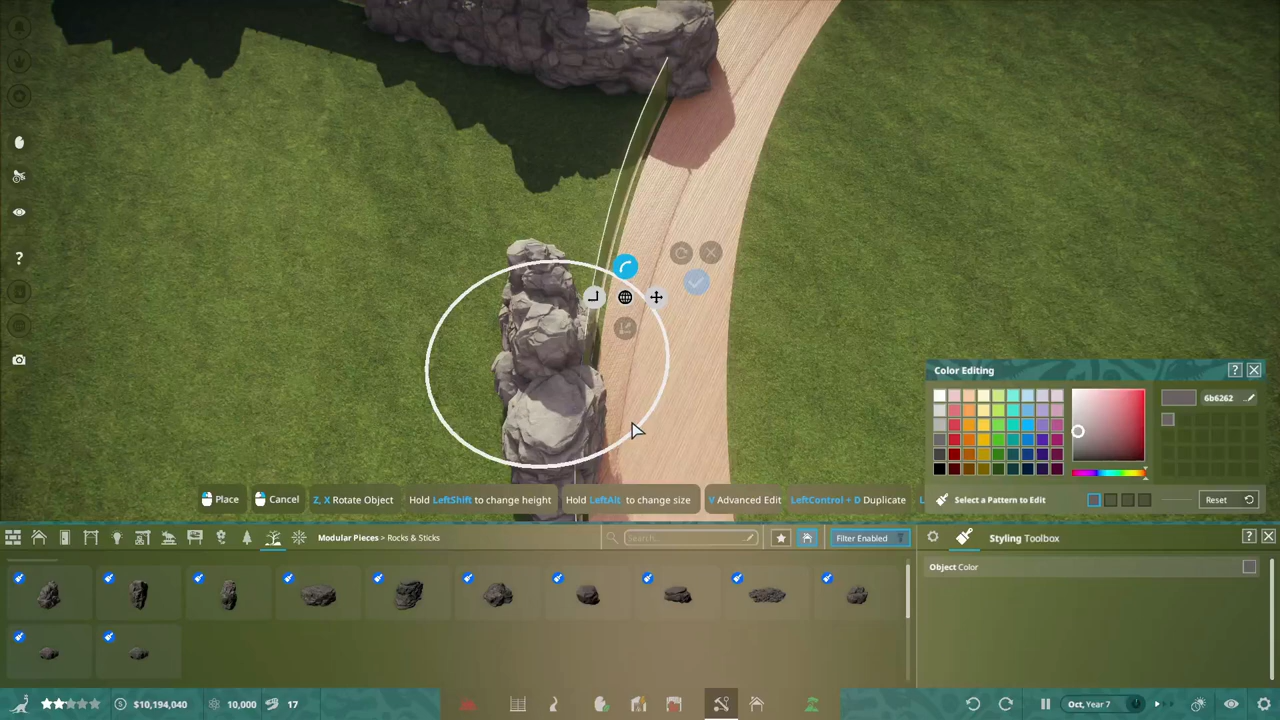 Color Editing
?
6b6262
Place
Cancel
Z, X Rotate Object
Hold LeftShift to change height
Hold LeftAlt to change size
V Advanced Edit
LeftControl + D Duplicate
L
Select a Pattern to Edit
Reset
Modular Pieces > Rocks & Sticks
Search...
Filter Enabled
Styling Toolbox
?
Object Color
$10,194,040
10,000
17
Oct, Year 7
?